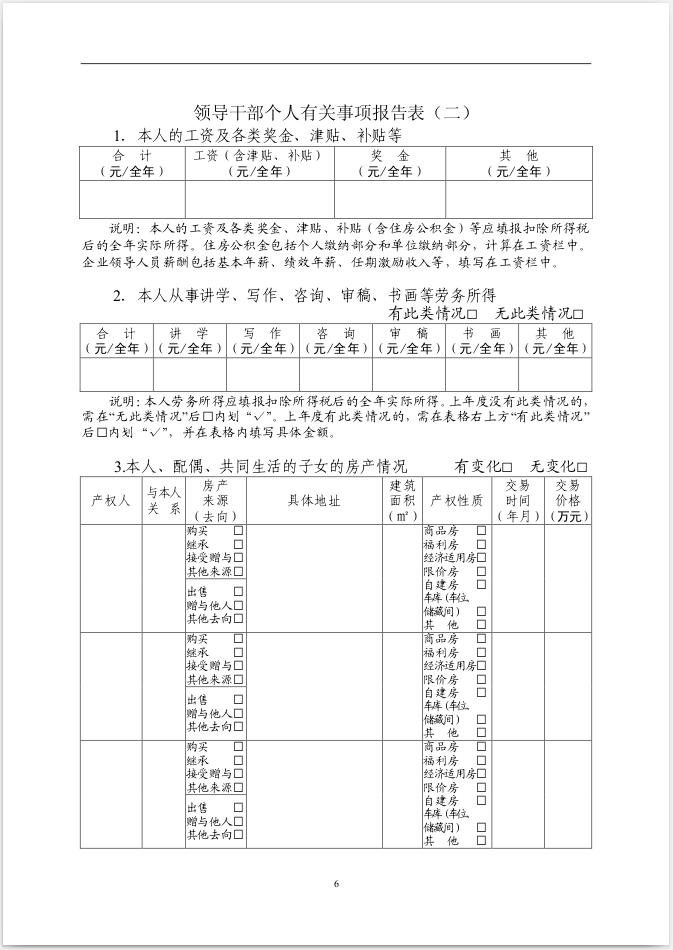 领导干部个人有关事项报告表（二）
1. 本人的工资及各类奖金、津贴、补贴等
合 计 工资（含津贴、补贴） 奖 金 其 他
（元/全年） （元/全年） （元/全年） （元/全年）
说明：本人的工资及各类奖金、津贴、补贴（含住房公积金）等应填报扣除所得税
后的全年实际所得。住房公积金包括个人缴纳部分和单位缴纳部分，计算在工资栏中。
企业领导人员薪酬包括基本年薪、绩效年薪、任期激励收入等，填写在工资栏中。
2. 本人从事讲学、写作、咨询、审稿、书画等劳务所得
有此类情况□ 无此类情况□
合 计 讲 学 写 作 咨 询 审 稿 书 画 其 他
（元/全年） （元/全年） （元/全年） （元/全年） （元/全年） （元/全年） （元/全年）
说明：本人劳务所得应填报扣除所得税后的全年实际所得。上年度没有此类情况的，
需在“无此类情况”后□内划“√”。上年度有此类情况的，需在表格右上方“有此类情况”
后□内划“√”，并在表格内填写具体金额。
3.本人、配偶、共同生活的子女的房产情况 有变化□ 无变化□
产权人
与本人
关 系
房产
来源
（去向）
具体地址
建筑
面积
（㎡）
产权性质
交易
时间
（年月）
交易
价格
（万元）
购买 □
继承 □
接受赠与□
其他来源□
出售 □
赠与他人□
其他去向□
商品房 □
福利房 □
经济适用房□
限价房 □
自建房 □
车库（车位、
储藏间） □
其 他 □
购买 □
继承 □
接受赠与□
其他来源□
出售 □
赠与他人□
其他去向□
商品房 □
福利房 □
经济适用房□
限价房 □
自建房 □
车库（车位、
储藏间） □
其 他 □
购买 □
继承 □
接受赠与□
其他来源□
出售 □
赠与他人□
其他去向□
商品房 □
福利房 □
经济适用房□
限价房 □
自建房 □
车库（车位、
储藏间） □
其 他 □
6